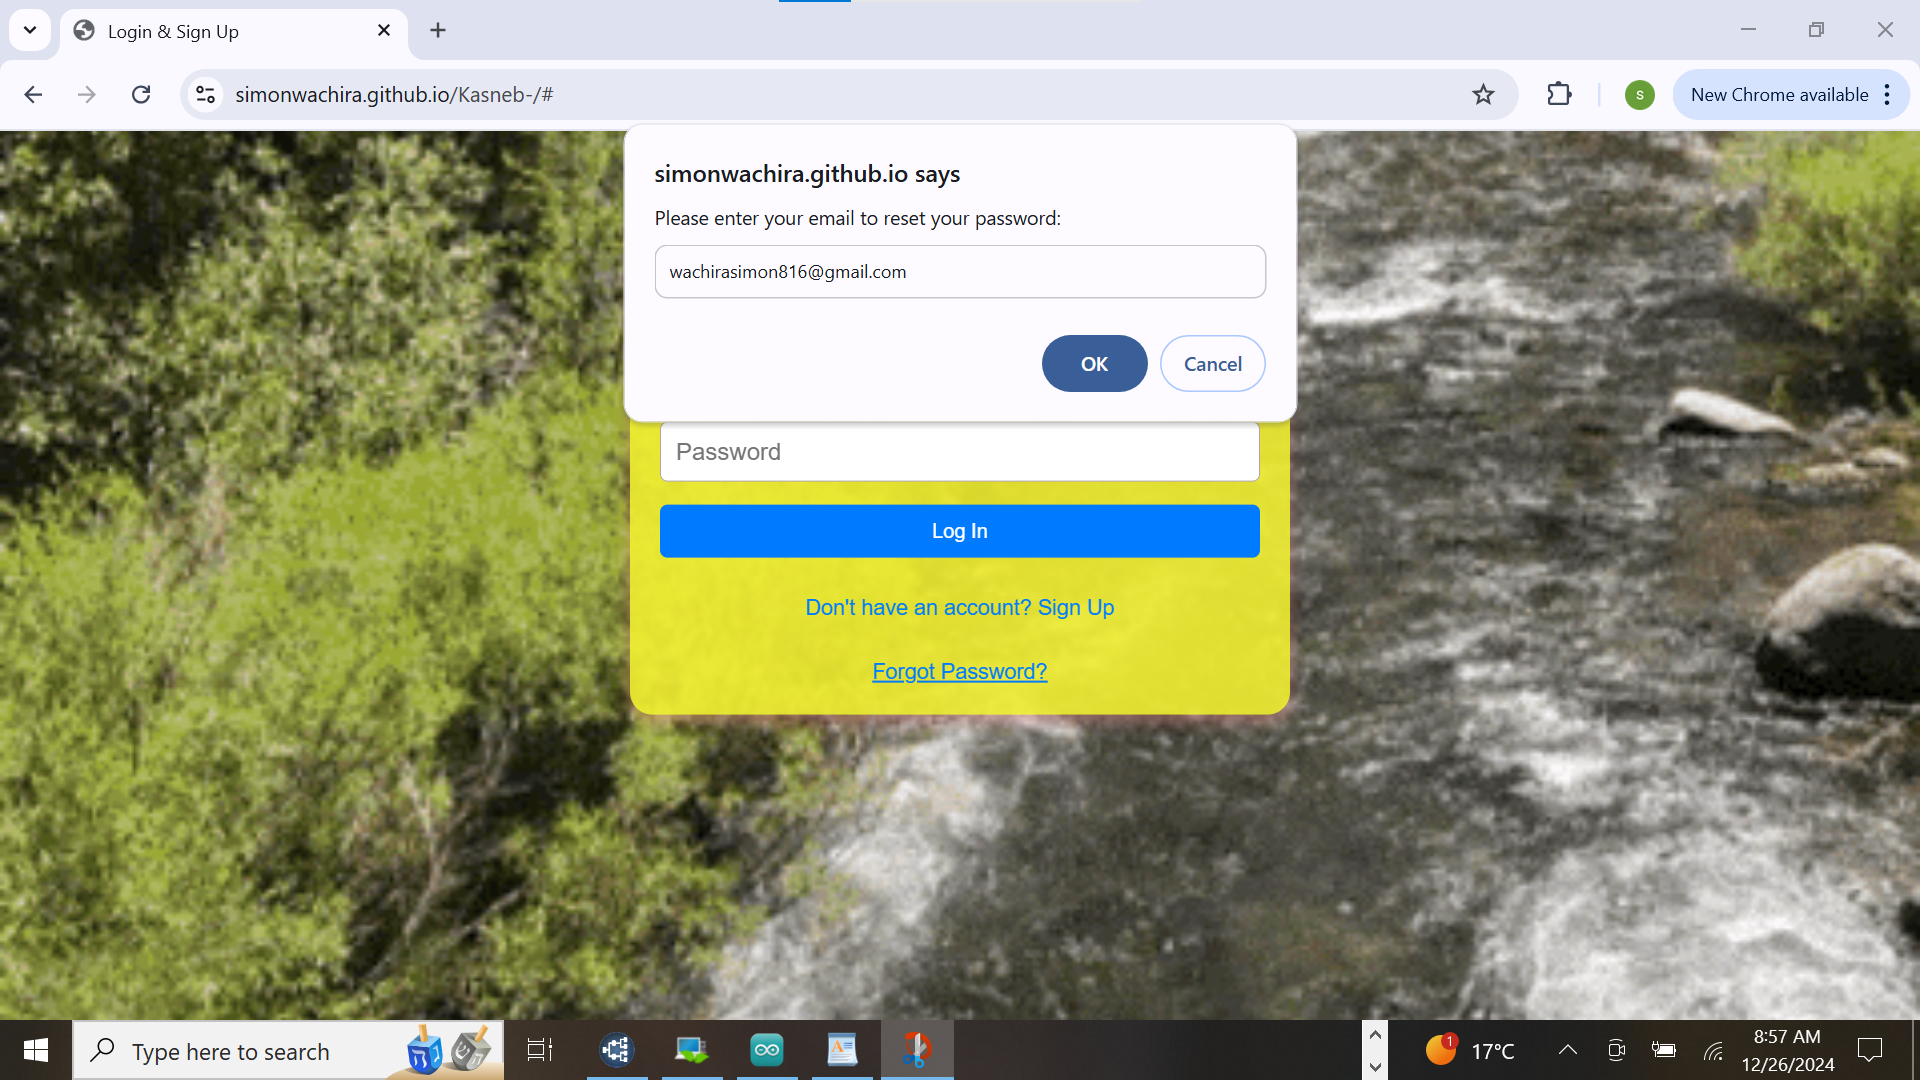 Login & Sign Up
simonwachira.github.io/Kasneb-/#
S
New Chrome available
simonwachira.github.io says
Please enter your email to reset your password:
wachirasimon816@gmail.com
OK
Cancel
Password
Log In
Don't have an account? Sign Up
Forgot Password?
Type here to search
1
17°C
8:57 AM
12/26/2024